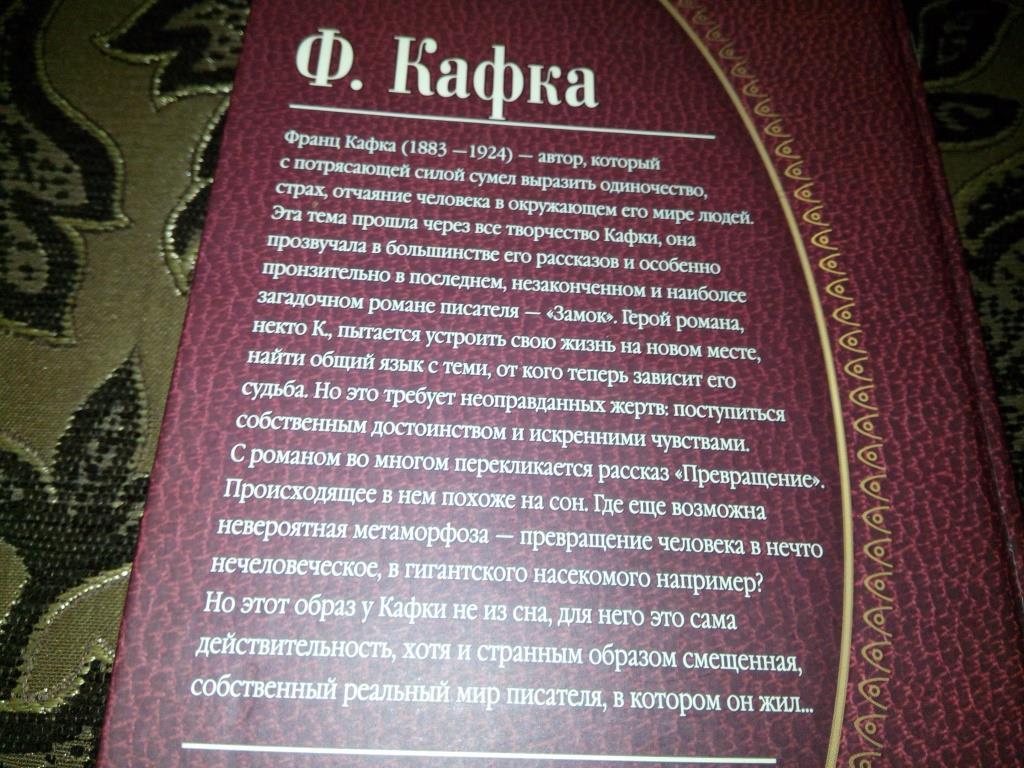 Ф. Кафка
Франц Кафка (1883 —1924) — автор, который
с потрясающей силой сумел выразить одиночество,
страх, отчаяние человека в окружающем его мире людей.
Эта тема прошла через все творчество Кафки, она
прозвучала в большинстве его рассказов и особенно
пронзительно в последнем, незаконченном и наиболее
загадочном романе писателя — «Замок». Герой романа,
некто К., пытается устроить свою жизнь на новом месте,
найти общий язык с теми, от кого теперь зависит его
судьба. Но это требует неоправданных жертв: поступиться
собственным достоинством и искренними чувствами.
С романом во многом перекликается рассказ «Превращение».
Происходящее в нем похоже на сон. Где еще возможна
невероятная метаморфоза — превращение человека в нечто
нечеловеческое, в гигантского насекомого например?
Но этот образ у Кафки не из сна, для него это сама
действительность, хотя и странным образом смещенная,
собственный реальный мир писателя, в котором он жил...